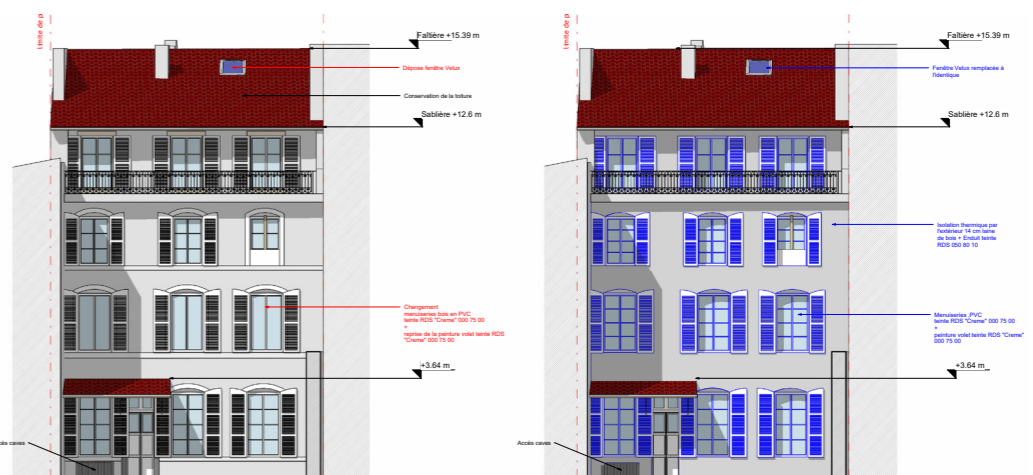 Limite de p
Faîtière +15.39 m
Dépose fenêtre Velux
Conservation de la toiture
Sablière +12.6 m
Changement
menuiseries bois en PVC
teinte RDS "Creme" 000 75 00
+
reprise de la peinture volet teinte RDS
"Creme" 000 75 00
+3.64 m
ès caves
Limite de p
Faîtière +15.39 m
Fenêtre Velux remplacée à
l'identique
Sablière +12.6 m
Isolation thermique par
l'extérieur 14 cm laine
de bois + Enduit teinte
RDS 050 80 10
Menuiseries ,PVC
teinte RDS "Creme" 000 75 00
+
peinture volet teinte RDS "Creme"
000 75 00
+3.64 m
Accès caves